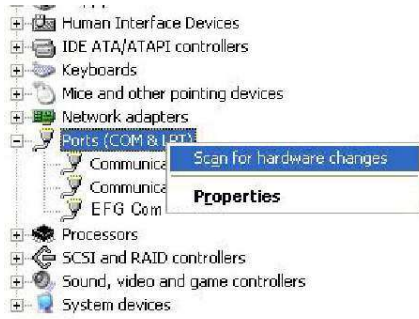 Human Interface Devices
IDE ATA/ATAPI controllers
Keyboards
Mice and other pointing devices
Network adapters
Ports (COM & LPT)
Communica
Scan for hardware changes
Communica
Properties
EFG Com
Processors
SCSI and RAID controllers
Sound, video and game controllers
System devices